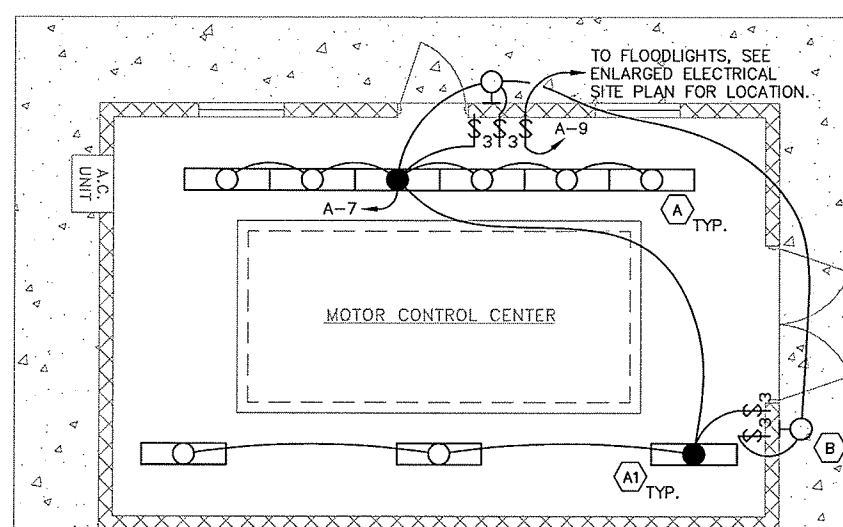 TO FLOODLIGHTS, SEE
ENLARGED ELECTRICAL
SITE PLAN FOR LOCATION.
$3
$3
$
A-9
A.C.
UNIT
A-7
A
TYP.
MOTOR CONTROL CENTER
$3
$3
B
A1
TYP.